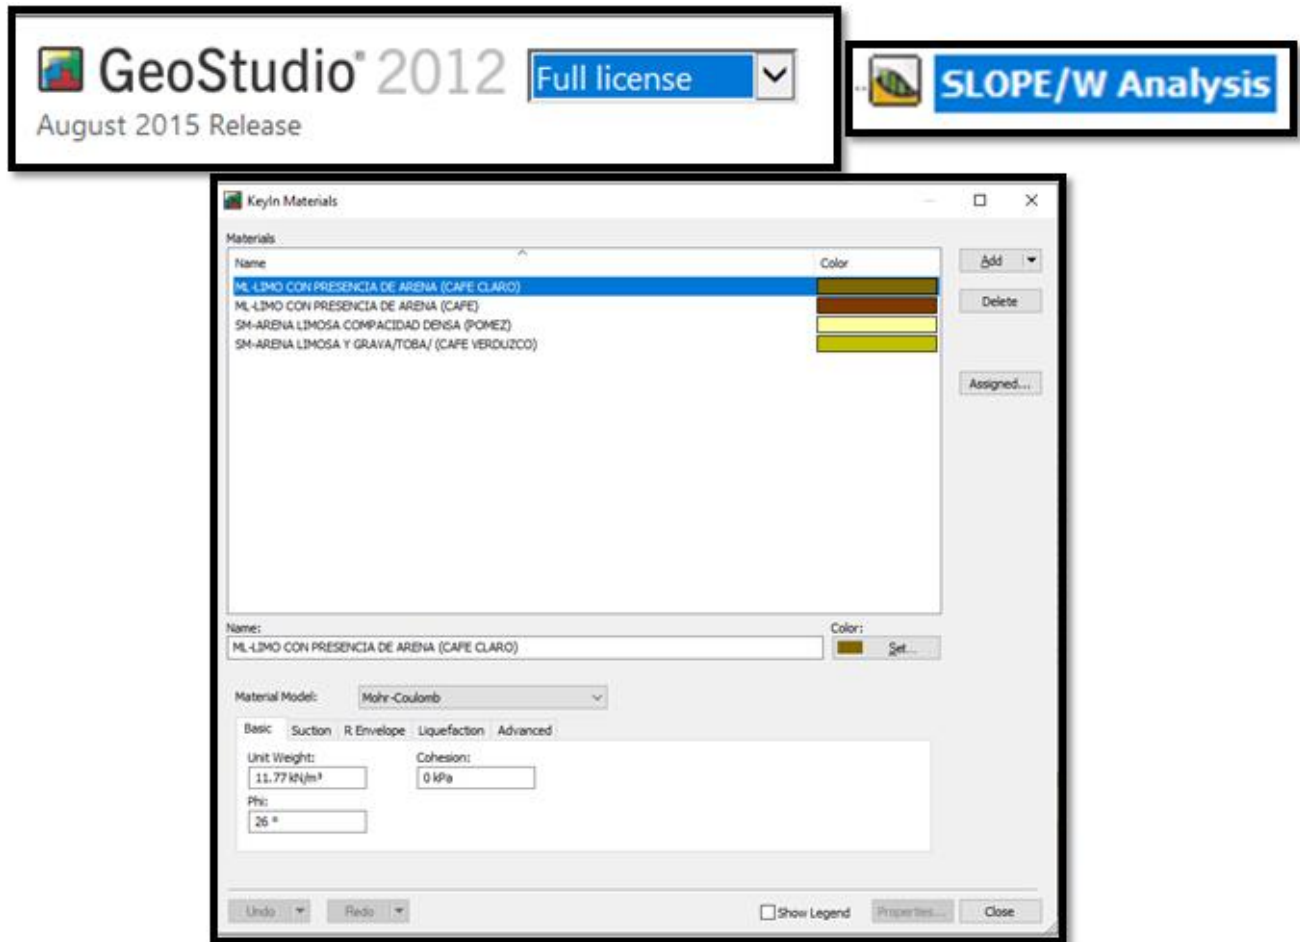 GeoStudio® 2012 Full license
August 2015 Release
SLOPE/W Analysis
KeyIn Materials
Materials
Name Color
ML-LIMO CON PRESENCIA DE ARENA (CAFE CLARO)
ML-LIMO CON PRESENCIA DE ARENA (CAFE)
SM-ARENA LIMOSA COMPACIDAD DENSA (POMEZ)
SM-ARENA LIMOSA Y GRAVA/TOBA/ (CAFE VERDUZCO)
Add
Delete
Assigned...
Name: Color:
ML-LIMO CON PRESENCIA DE ARENA (CAFE CLARO) Set...
Material Model: Mohr-Coulomb
Basic Suction R Envelope Liquefaction Advanced
Unit Weight: Cohesion:
11.77 kN/m³ 0 kPa
Phi:
26 °
Undo Redo Show Legend Properties... Close